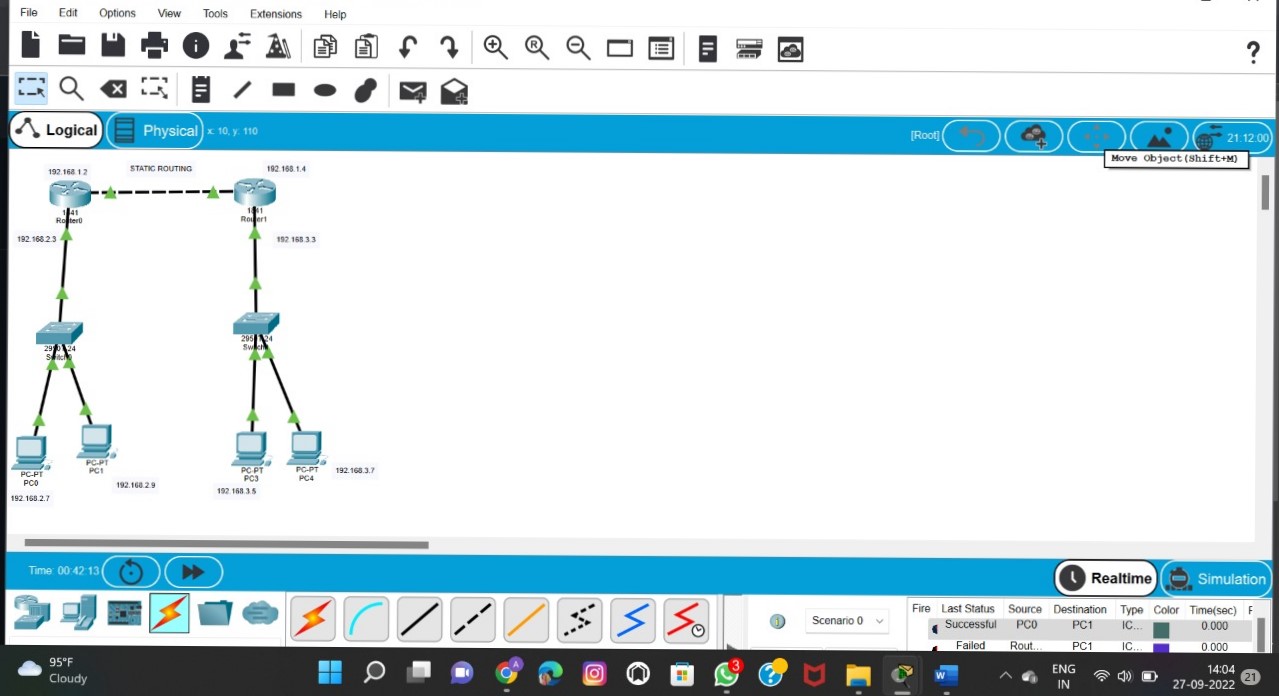 File Edit Options View Tools Extensions Help
Logical Physical x: 10, y: 110 [Root] 21:12:00
Move Object(Shift+M)
192.168.1.2 STATIC ROUTING 192.168.1.4
1841
Router0
1841
Router1
192.168.2.3 192.168.3.3
2950-24
Switch0
2950-24
PC-PT
PC0
PC-PT
PC1
PC-PT
PC3
PC-PT
PC4
192.168.3.7
192.168.2.9
192.168.3.5
192.168.2.7
Time: 00:42:13 Realtime Simulation
Scenario 0
Fire Last Status Source Destination Type Color Time(sec) F
Successful PC0 PC1 IC... 0.000
Failed Rout... PC1 IC... 0.000
95°F
Cloudy
3
ENG
IN
14:04
27-09-2022
21